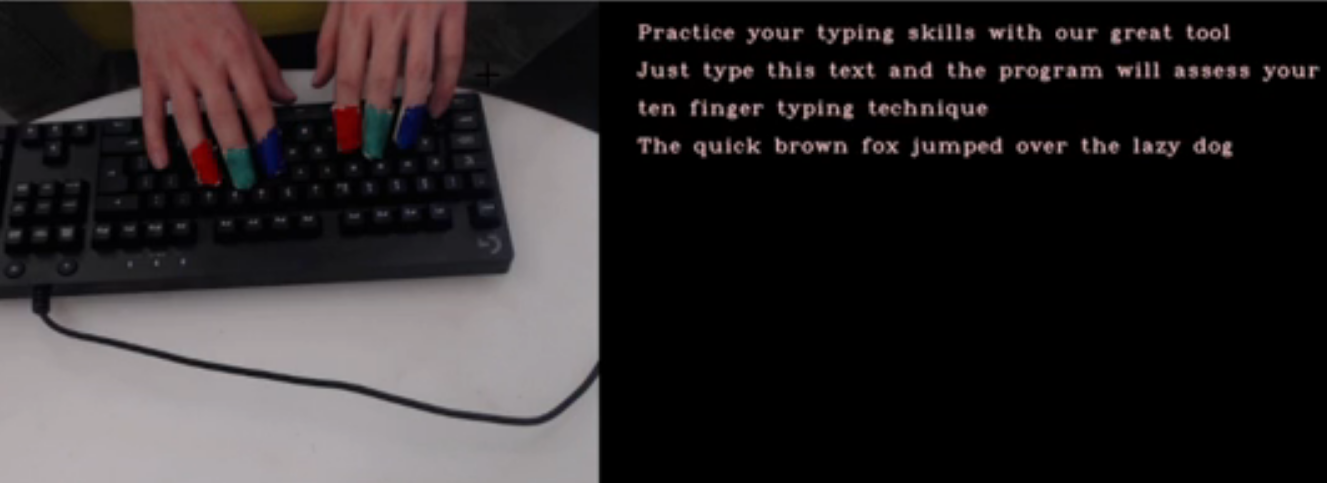 Practice your typing skills with our great tool
Just type this text and the program will assess your
ten finger typing technique
The quick brown fox jumped over the lazy dog